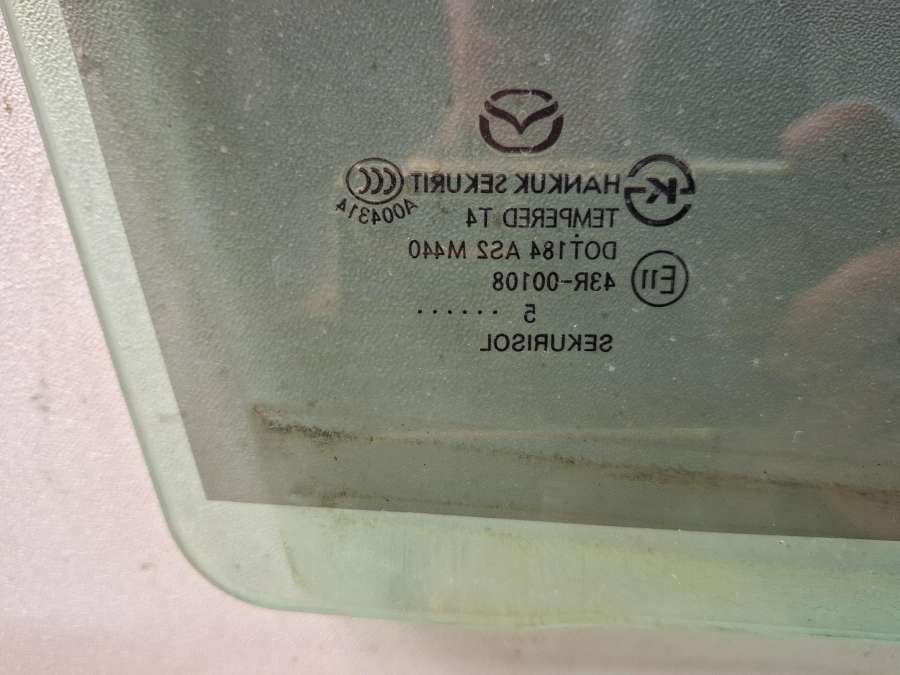 HANKUK SEKURIT
TEMPERED T4
DOT184 AS2 M440
43R-00108
5 ......
SEKURISOL
K
E11
CCC
A004314